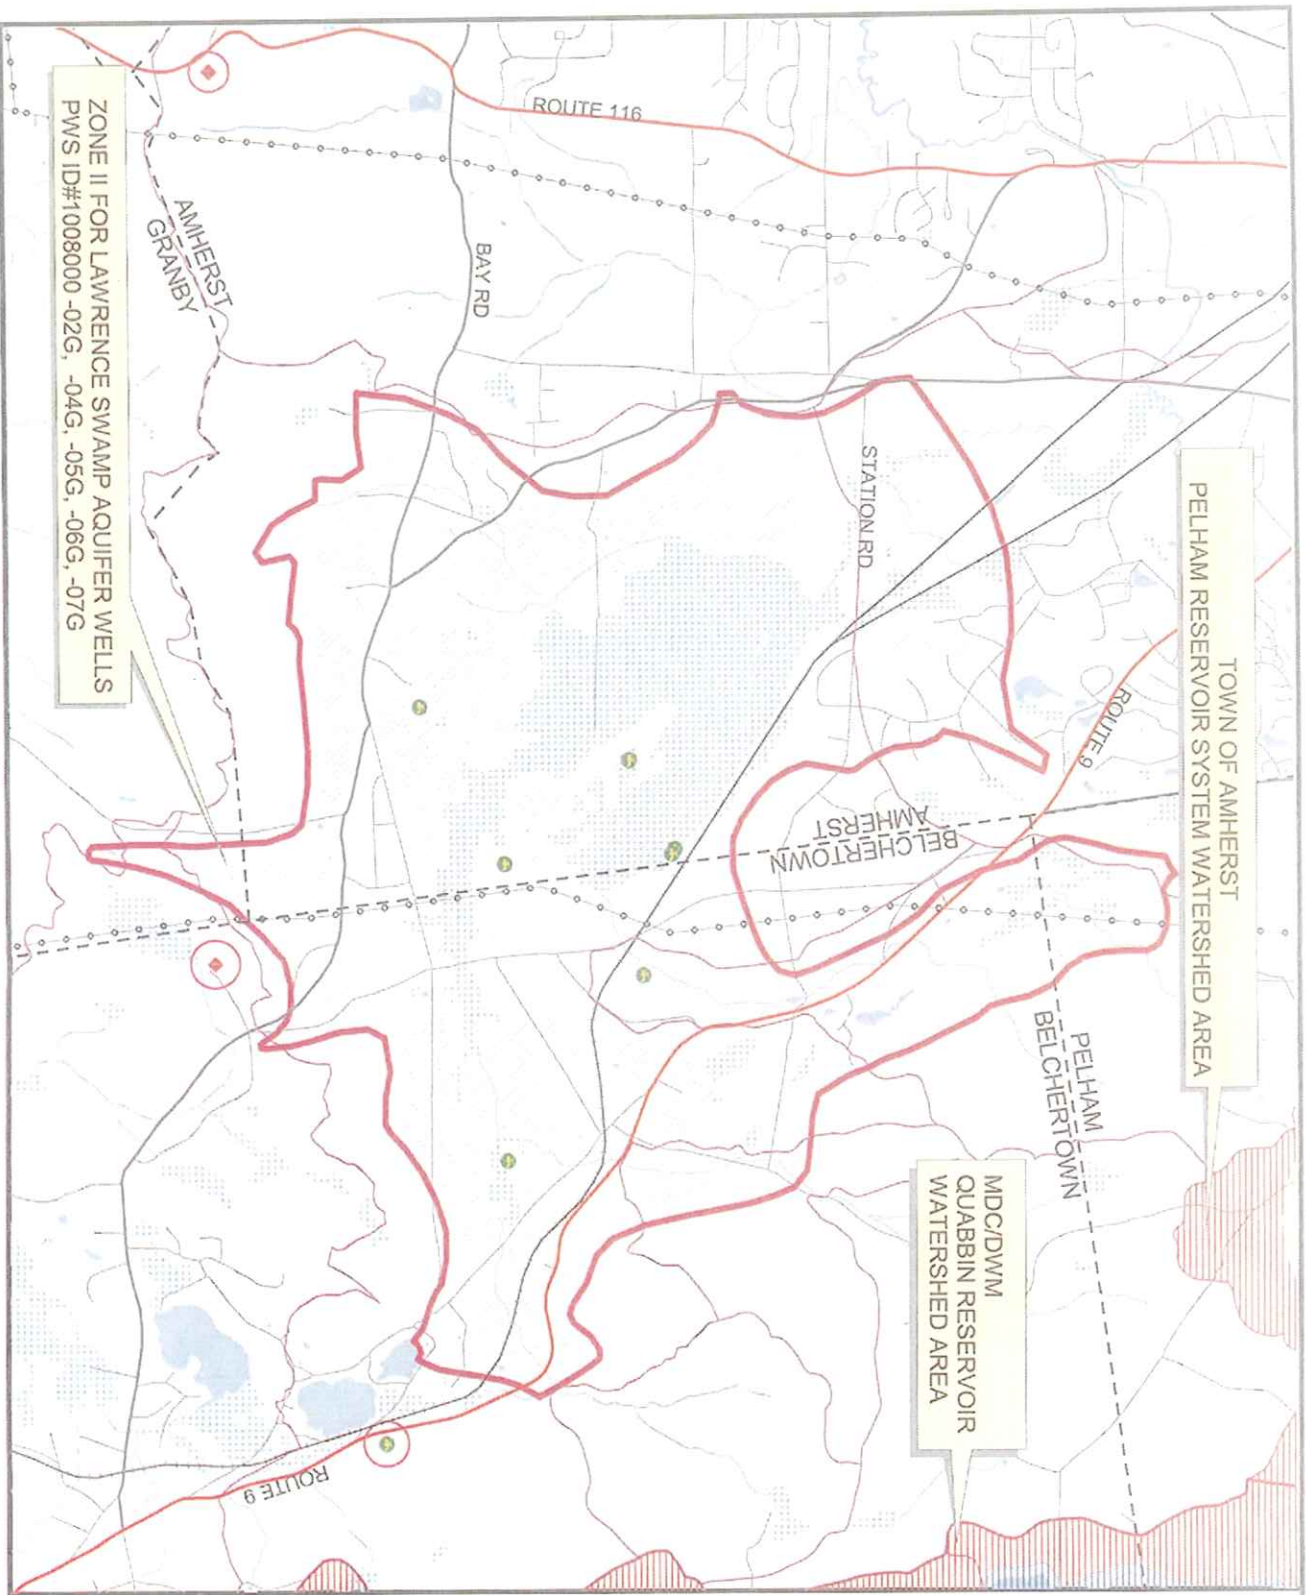 TOWN OF AMHERST
PELHAM RESERVOIR SYSTEM WATERSHED AREA
MDC/DWM
QUABBIN RESERVOIR
WATERSHED AREA
PELHAM
BELCHERTOWN
ROUTE 9
STATION RD
BELCHERTOWN
AMHERST
ROUTE 116
BAY RD
ROUTE 9
AMHERST
GRANBY
ZONE II FOR LAWRENCE SWAMP AQUIFER WELLS
PWS ID#1008000 -02G, -04G, -05G, -06G, -07G